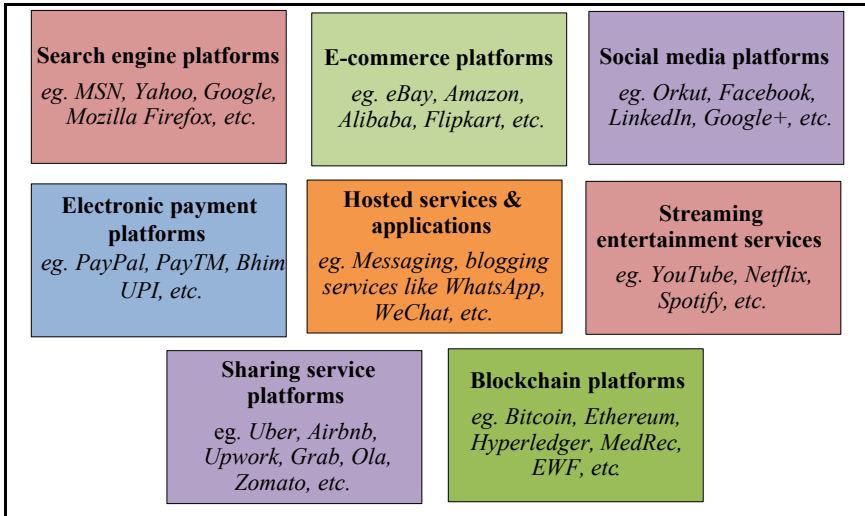 Search engine platforms
eg. MSN, Yahoo, Google,
Mozilla Firefox, etc.
E-commerce platforms
eg. eBay, Amazon,
Alibaba, Flipkart, etc.
Social media platforms
eg. Orkut, Facebook,
LinkedIn, Google+, etc.
Electronic payment
platforms
eg. PayPal, PayTM, Bhim
UPI, etc.
Hosted services &
applications
eg. Messaging, blogging
services like WhatsApp,
WeChat, etc.
Streaming
entertainment services
eg. YouTube, Netflix,
Spotify, etc.
Sharing service
platforms
eg. Uber, Airbnb,
Upwork, Grab, Ola,
Zomato, etc.
Blockchain platforms
eg. Bitcoin, Ethereum,
Hyperledger, MedRec,
EWF, etc.